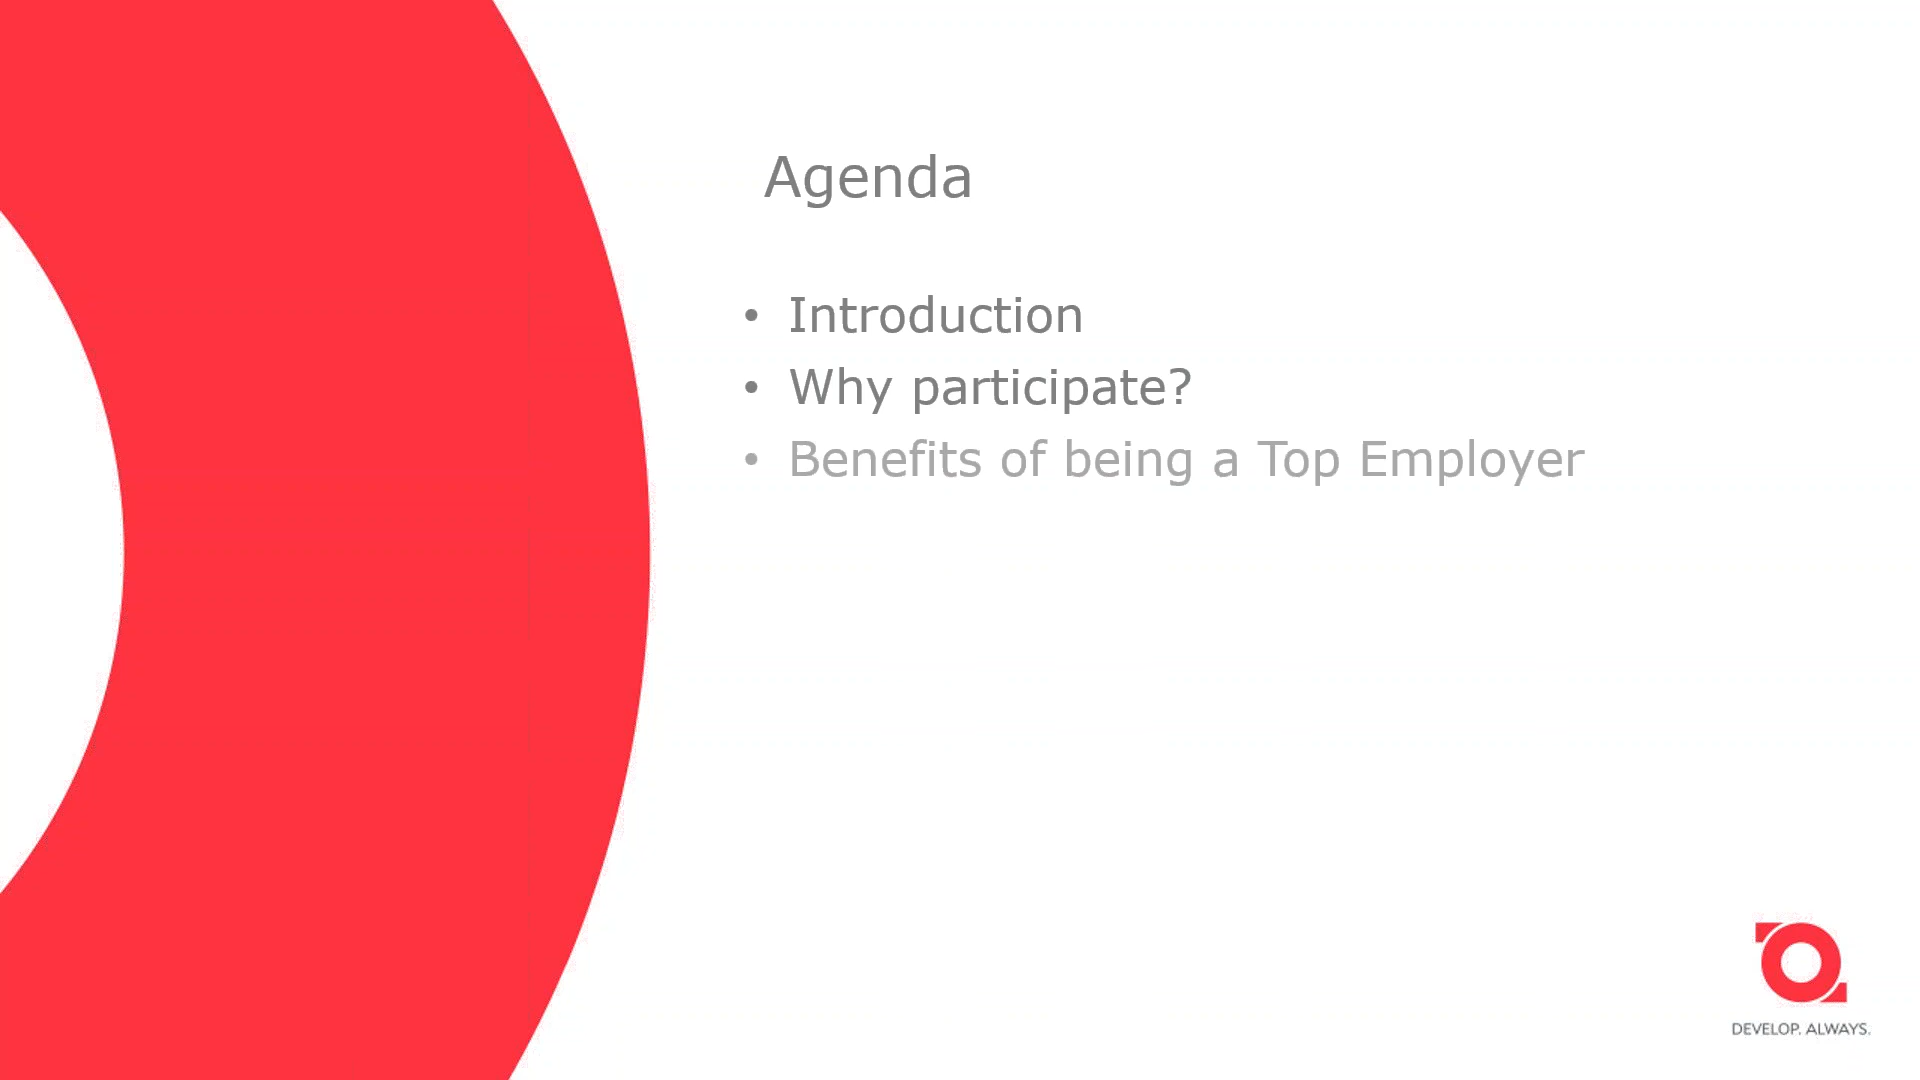 Agenda
• Introduction
• Why participate?
• Benefits of being a Top Employer
DEVELOP. ALWAYS.